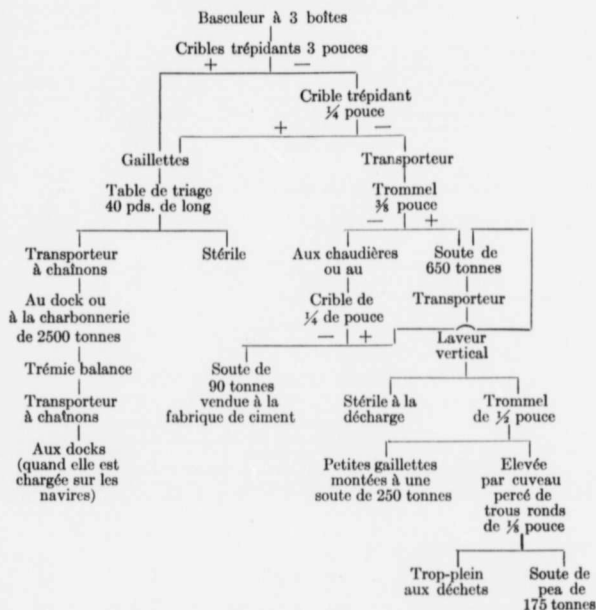 Basculeur à 3 boîtes
Cribles trépidants 3 pouces
+ −
Crible trépidant
¼ pouce
+ −
Gaillettes
Table de triage
40 pds. de long
Transporteur
Trommel
⅜ pouce
− +
Transporteur
à chaînons
Stérile
Aux chaudières
ou au
Soute de
650 tonnes
Au dock ou
à la charbonnerie
de 2500 tonnes
Crible de
¼ de pouce
− +
Transporteur
Laveur
vertical
Trémie balance
Soute de
90 tonnes
vendue à la
fabrique de ciment
Stérile à la
décharge
Trommel
de ½ pouce
Transporteur
à chaînons
Aux docks
(quand elle est
chargée sur les
navires)
Petites gaillettes
montées à une
soute de 250 tonnes
Elevée
par cuveau
percé de
trous ronds
de ⅛ pouce
Trop-plein
aux déchets
Soute de
pea de
175 tonnes